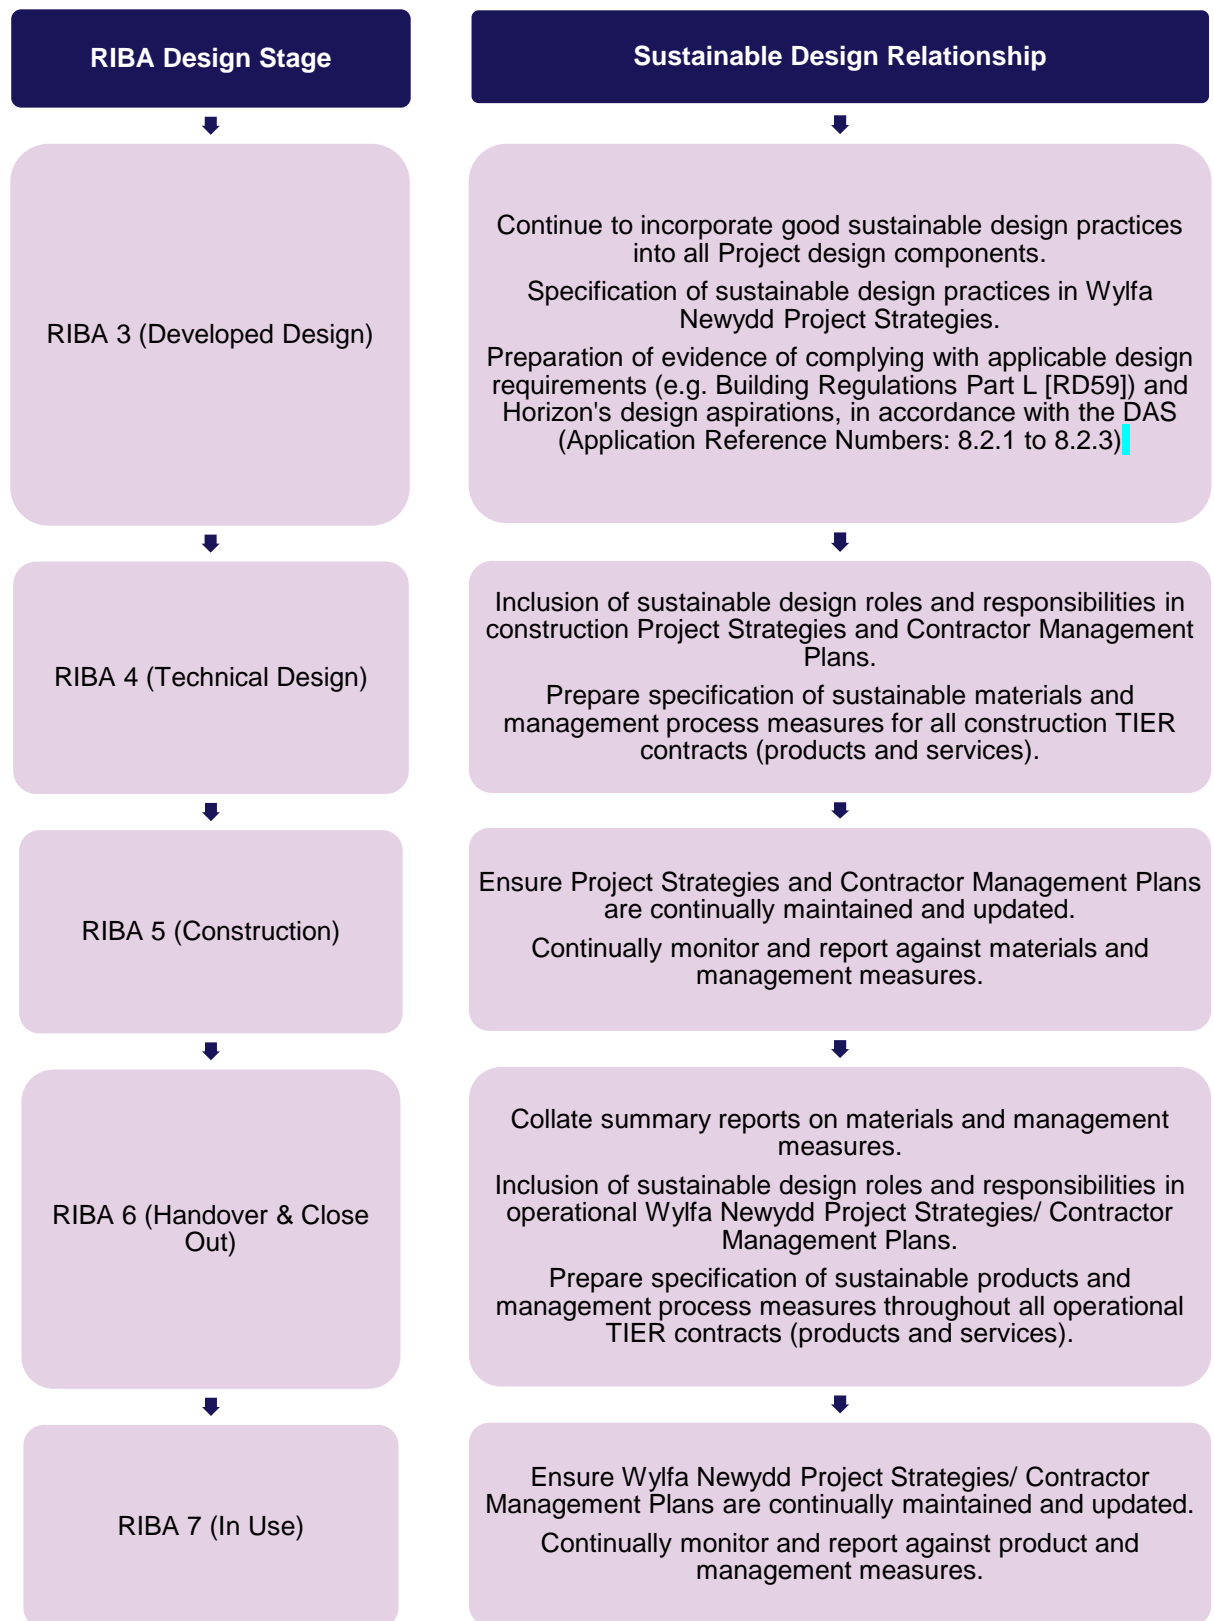 RIBA Design Stage
Sustainable Design Relationship
RIBA 3 (Developed Design)
Continue to incorporate good sustainable design practices
into all Project design components.
Specification of sustainable design practices in Wylfa
Newydd Project Strategies.
Preparation of evidence of complying with applicable design
requirements (e.g. Building Regulations Part L [RD59]) and
Horizon's design aspirations, in accordance with the DAS
(Application Reference Numbers: 8.2.1 to 8.2.3)
RIBA 4 (Technical Design)
Inclusion of sustainable design roles and responsibilities in
construction Project Strategies and Contractor Management
Plans.
Prepare specification of sustainable materials and
management process measures for all construction TIER
contracts (products and services).
RIBA 5 (Construction)
Ensure Project Strategies and Contractor Management Plans
are continually maintained and updated.
Continually monitor and report against materials and
management measures.
RIBA 6 (Handover & Close
Out)
Collate summary reports on materials and management
measures.
Inclusion of sustainable design roles and responsibilities in
operational Wylfa Newydd Project Strategies/ Contractor
Management Plans.
Prepare specification of sustainable products and
management process measures throughout all operational
TIER contracts (products and services).
RIBA 7 (In Use)
Ensure Wylfa Newydd Project Strategies/ Contractor
Management Plans are continually maintained and updated.
Continually monitor and report against product and
management measures.